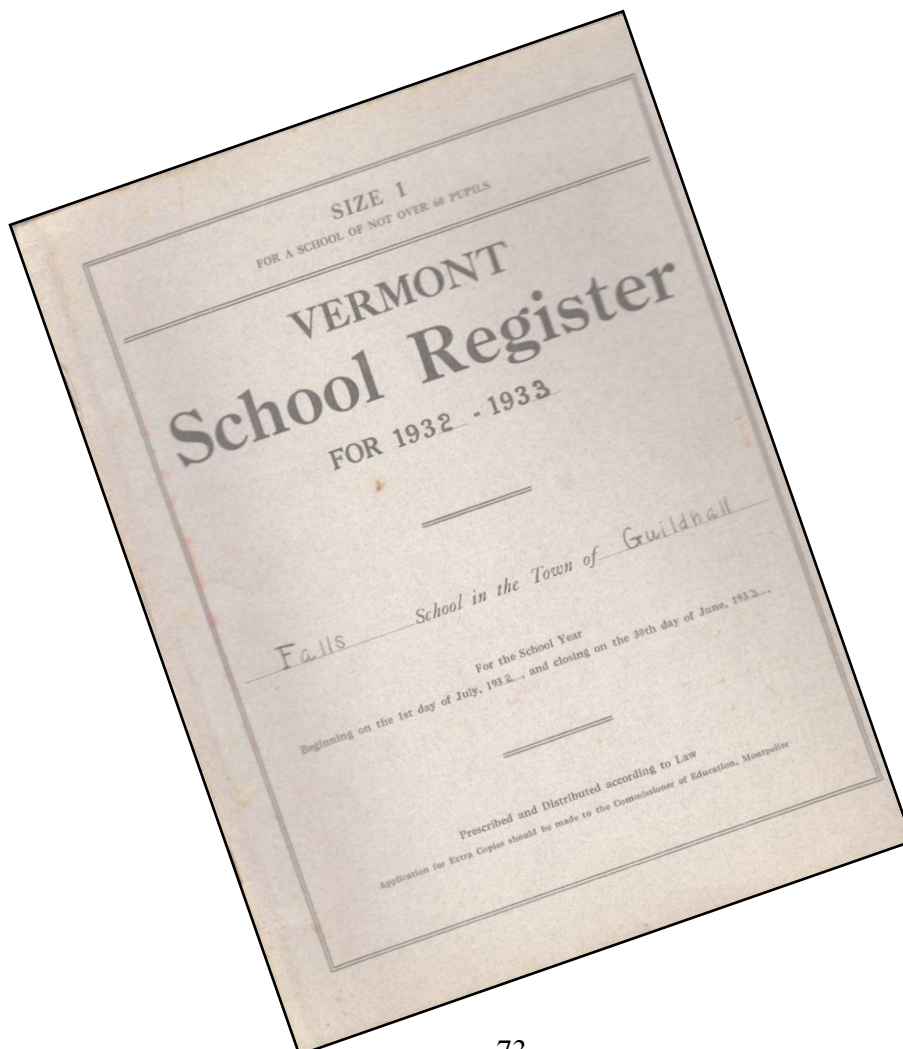 SIZE 1
FOR A SCHOOL OF NOT OVER 60 PUPILS
VERMONT
School Register
FOR 1932 - 1933
Falls School in the Town of Guildhall
For the School Year
Beginning on the 1st day of July, 1932, and closing on the 30th day of June, 193
Prescribed and Distributed according to Law
Application for Extra Copies should be made to the Commissioner of Education, Montpelier